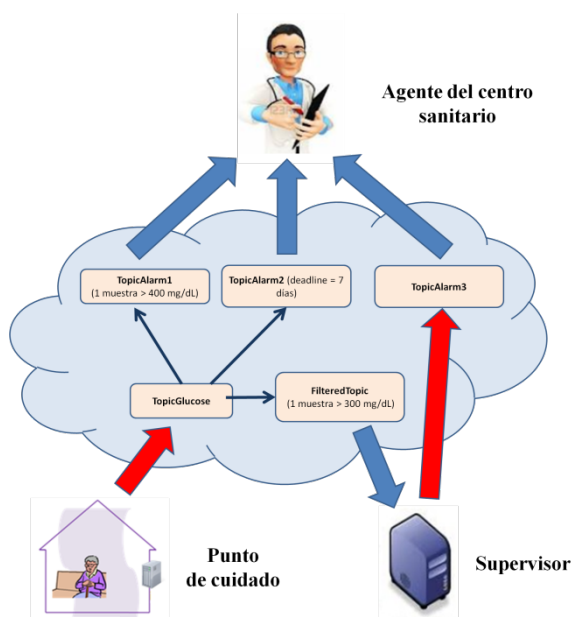 Agente del centro
sanitario
TopicAlarm1
(1 muestra > 400 mg/dL)
TopicAlarm2 (deadline = 7
días)
TopicAlarm3
TopicGlucose
FilteredTopic
(1 muestra > 300 mg/dL)
Punto
de cuidado
Supervisor